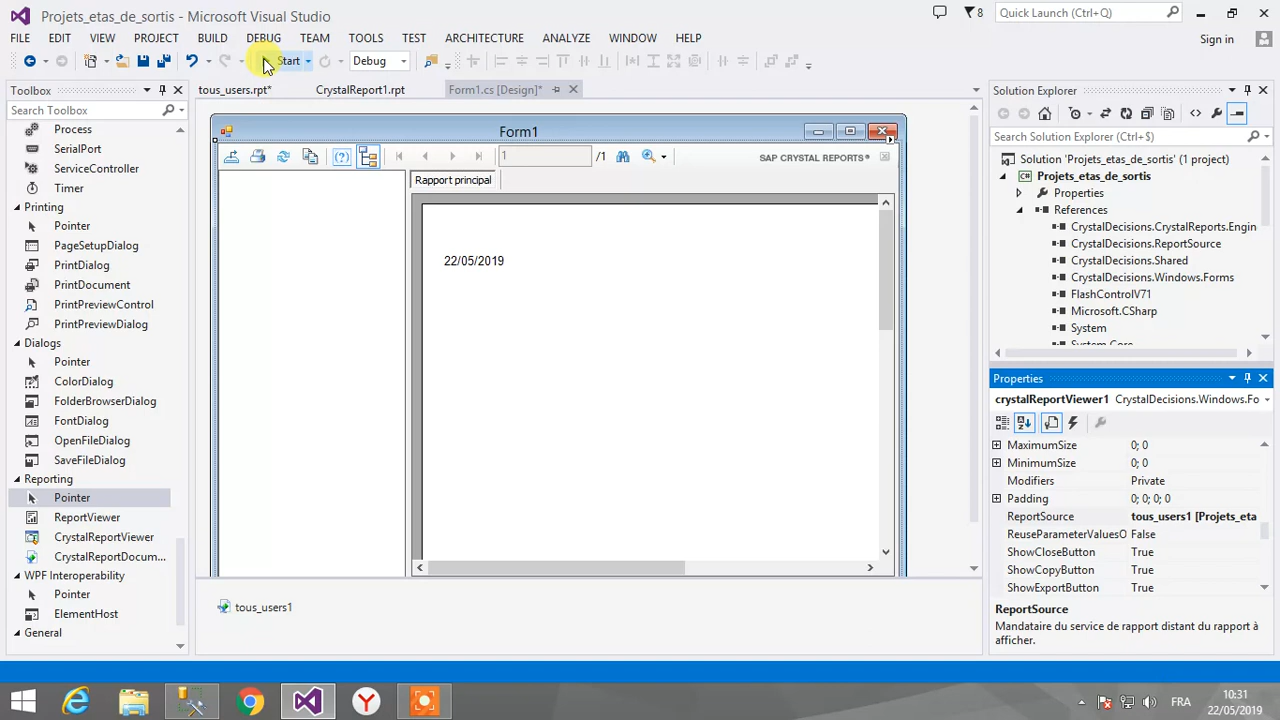 Projets_etas_de_sortis - Microsoft Visual Studio
8
Quick Launch (Ctrl+Q)
FILE EDIT VIEW PROJECT BUILD DEBUG TEAM TOOLS TEST ARCHITECTURE ANALYZE WINDOW HELP
Sign in
Start
Debug
Toolbox
Search Toolbox
Process
SerialPort
ServiceController
Timer
Printing
Pointer
PageSetupDialog
PrintDialog
PrintDocument
PrintPreviewControl
PrintPreviewDialog
Dialogs
Pointer
ColorDialog
FolderBrowserDialog
FontDialog
OpenFileDialog
SaveFileDialog
Reporting
Pointer
ReportViewer
CrystalReportViewer
CrystalReportDocum...
WPF Interoperability
Pointer
ElementHost
General
tous_users.rpt* CrystalReport1.rpt Form1.cs [Design]*
Form1
1 /1
SAP CRYSTAL REPORTS®
Rapport principal
22/05/2019
tous_users1
Solution Explorer
Search Solution Explorer (Ctrl+$)
Solution 'Projets_etas_de_sortis' (1 project)
Projets_etas_de_sortis
Properties
References
CrystalDecisions.CrystalReports.Engin
CrystalDecisions.ReportSource
CrystalDecisions.Shared
CrystalDecisions.Windows.Forms
FlashControlV71
Microsoft.CSharp
System
System.Core
Properties
crystalReportViewer1 CrystalDecisions.Windows.Fo
MaximumSize 0; 0
MinimumSize 0; 0
Modifiers Private
Padding 0; 0; 0; 0
ReportSource tous_users1 [Projets_eta
ReuseParameterValuesO False
ShowCloseButton True
ShowCopyButton True
ShowExportButton True
ReportSource
Mandataire du service de rapport distant du rapport à
afficher.
FRA
10:31
22/05/2019